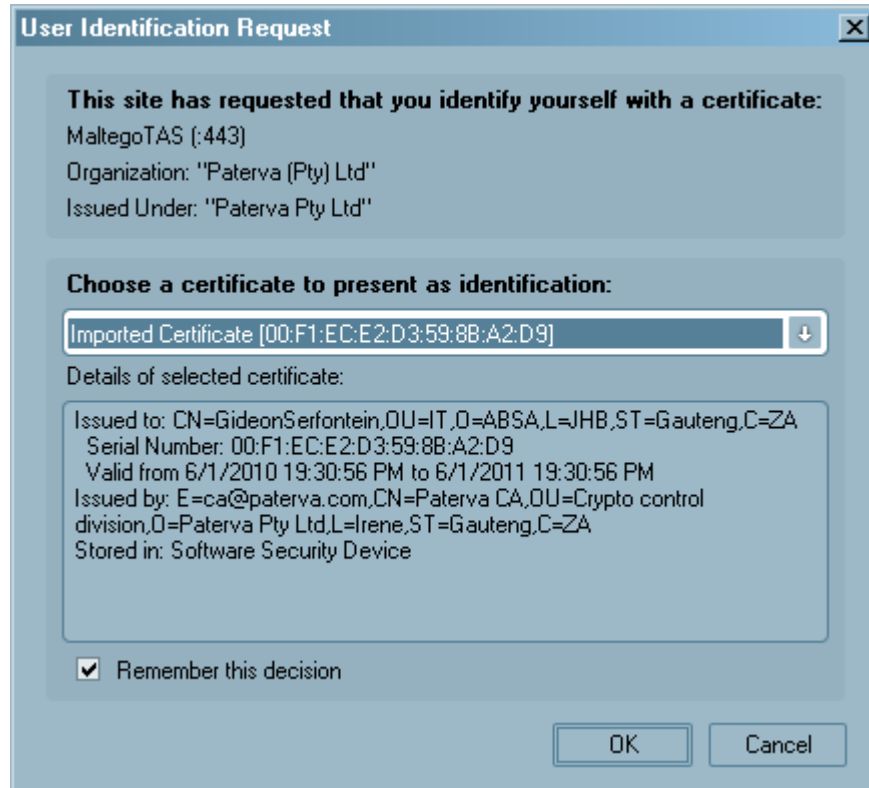 User Identification Request
This site has requested that you identify yourself with a certificate:
MaltegoTAS (:443)
Organization: "Paterva (Pty) Ltd"
Issued Under: "Paterva Pty Ltd"
Choose a certificate to present as identification:
Imported Certificate [00:F1:EC:E2:D3:59:8B:A2:D9]
Details of selected certificate:
Issued to: CN=GideonSerfontein,OU=IT,O=ABSA,L=JHB,ST=Gauteng,C=ZA
Serial Number: 00:F1:EC:E2:D3:59:8B:A2:D9
Valid from 6/1/2010 19:30:56 PM to 6/1/2011 19:30:56 PM
Issued by: E=ca@paterva.com,CN=Paterva CA,OU=Crypto control
division,O=Paterva Pty Ltd,L=Irene,ST=Gauteng,C=ZA
Stored in: Software Security Device
Remember this decision
OK
Cancel